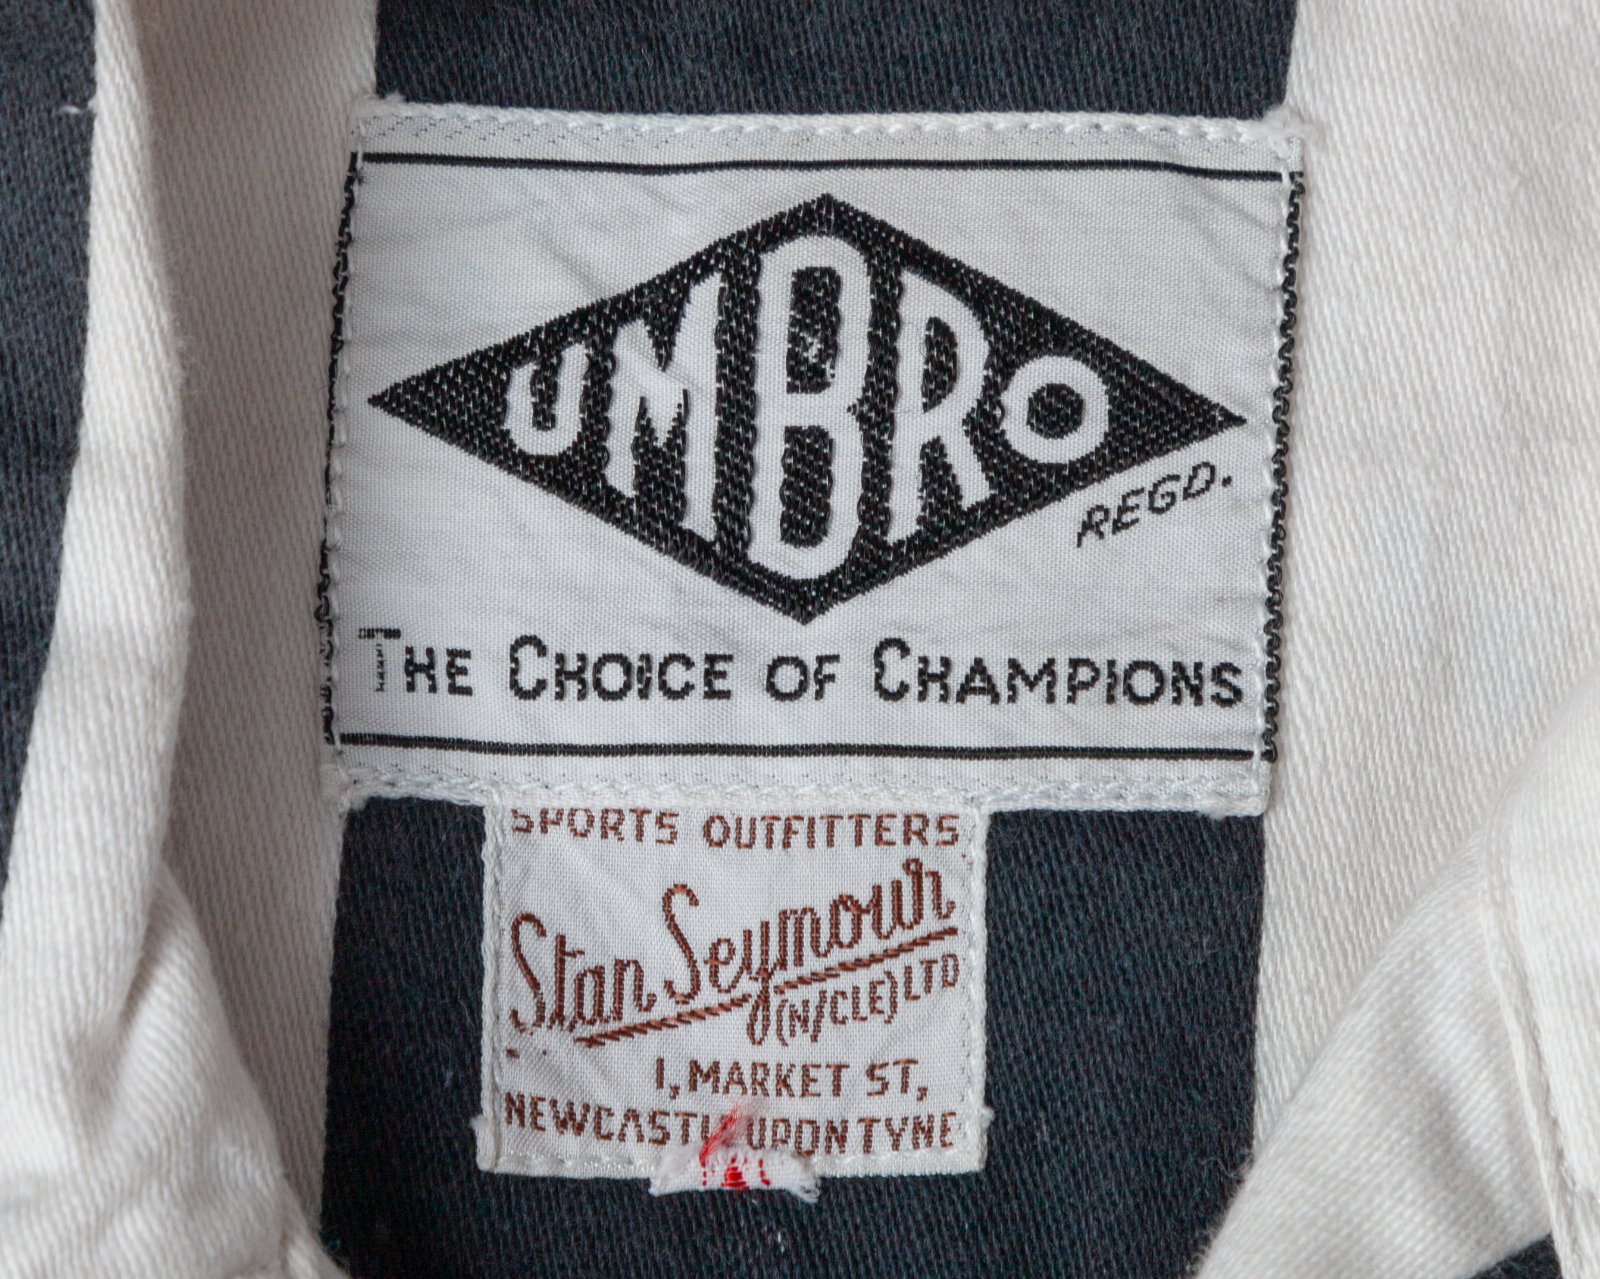 UMBRO
REGD.
THE CHOICE OF CHAMPIONS
SPORTS OUTFITTERS
Stan Seymour
(N/CLE) LTD
1, MARKET ST,
NEWCASTLE UPON TYNE